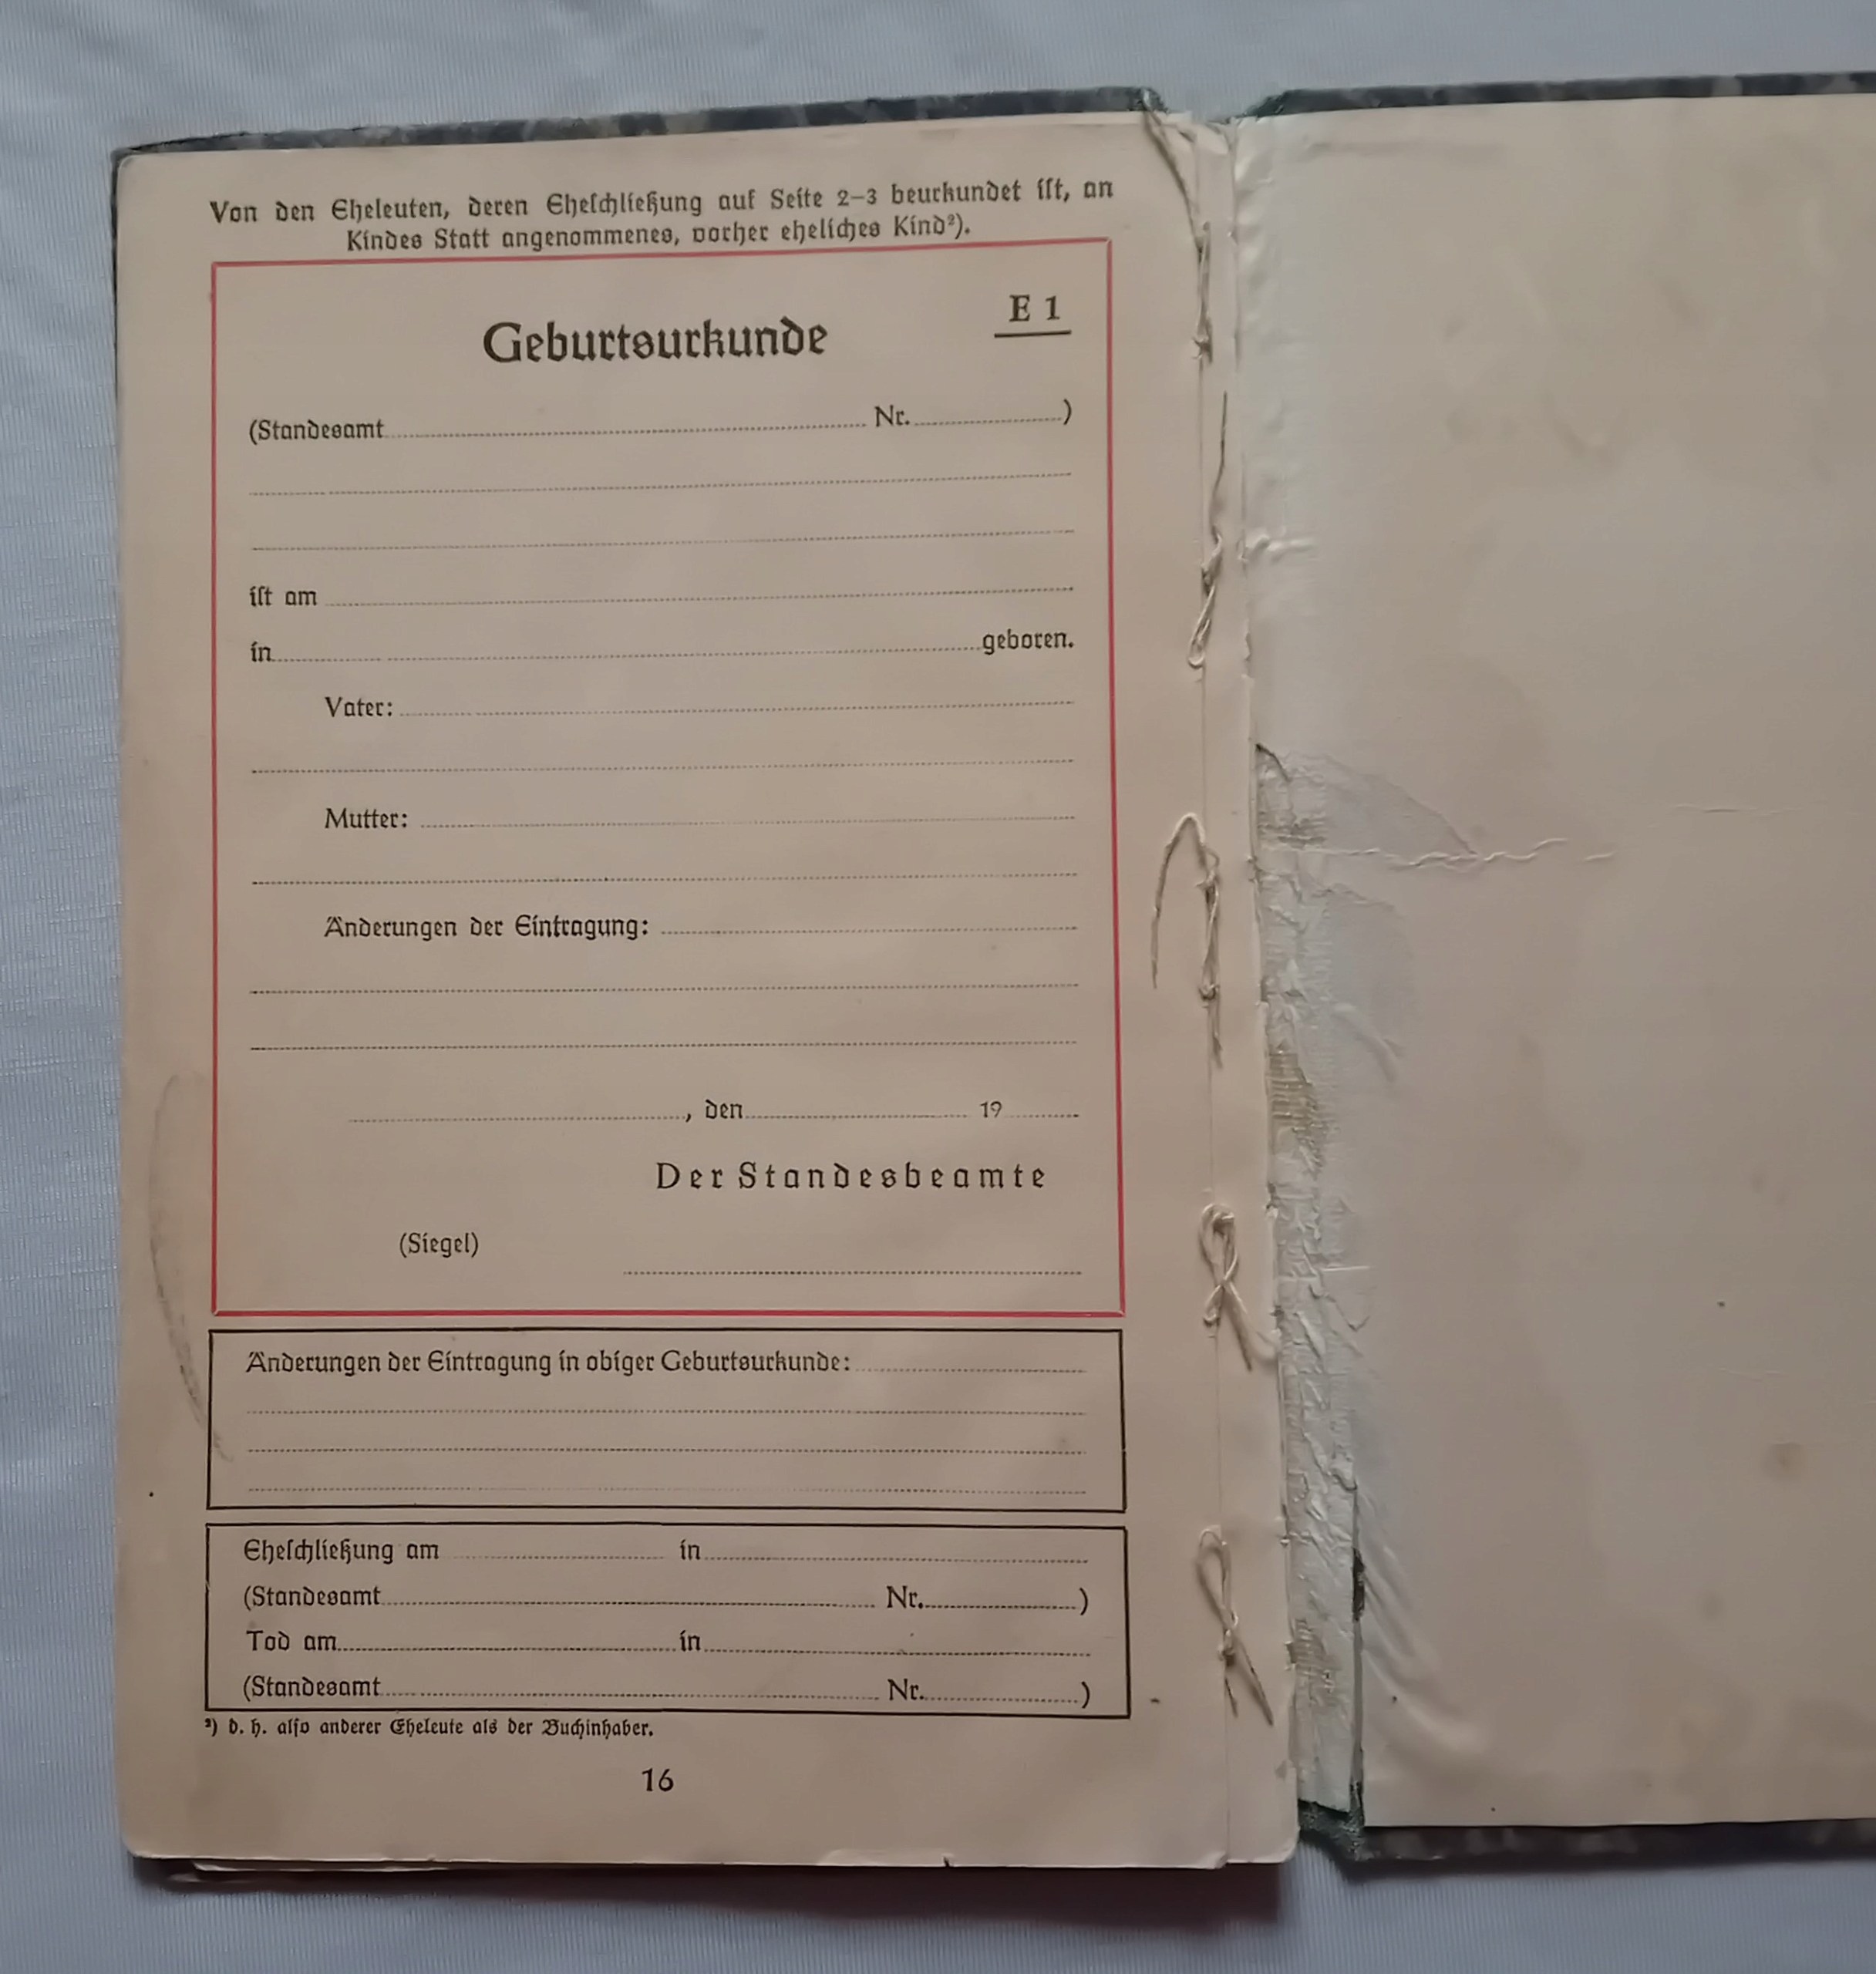 Von den Eheleuten, deren Eheſchließung auf Seite 2–3 beurkundet iſt, an
Kindes Statt angenommenes, vorher eheliches Kind²).
E 1
Geburtsurkunde
(Standesamt Nr. )
iſt am
in geboren.
Vater:
Mutter:
Änderungen der Eintragung:
, den 19
Der Standesbeamte
(Siegel)
Änderungen der Eintragung in obiger Geburtsurkunde:
Eheſchließung am in
(Standesamt Nr. )
Tod am in
(Standesamt Nr. )
²) d. h. alſo anderer Eheleute als der Buchinhaber.
16